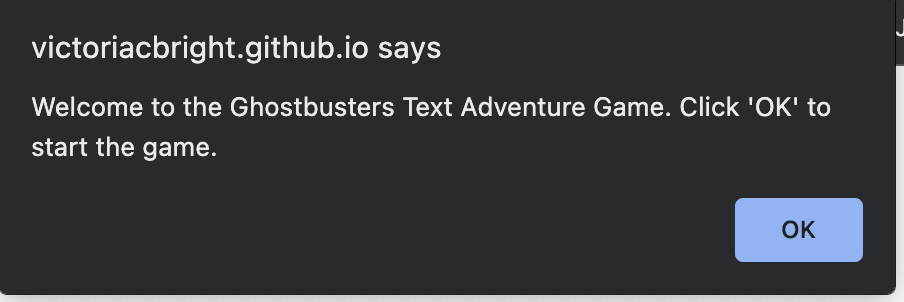 victoriacbright.github.io says
Welcome to the Ghostbusters Text Adventure Game. Click 'OK' to
start the game.
OK